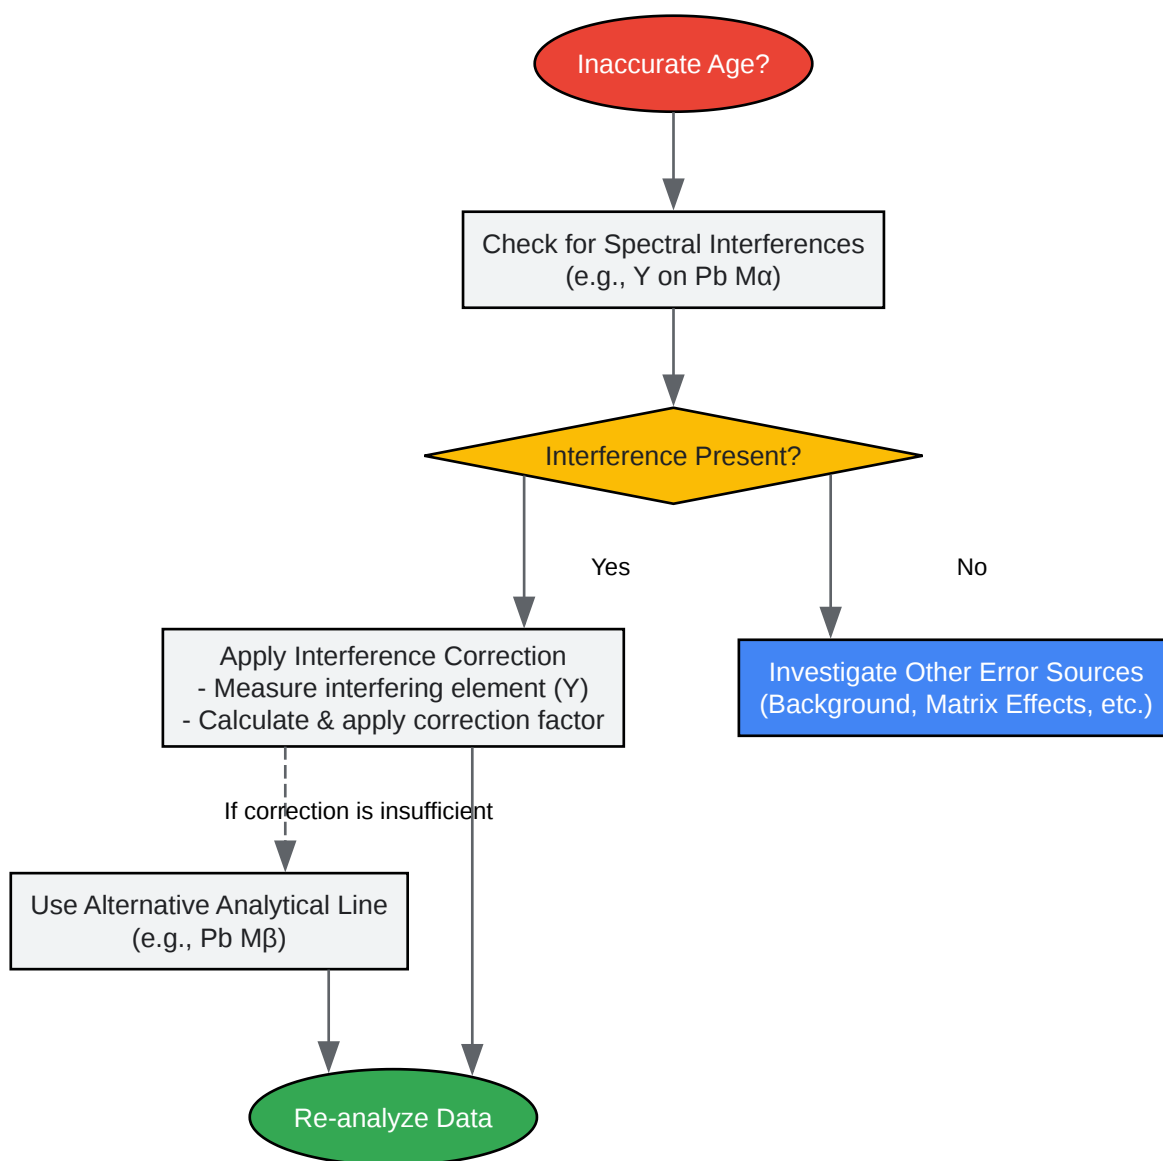 Inaccurate Age?
Check for Spectral Interferences
(e.g., Y on Pb Mα)
Interference Present?
Yes
No
Apply Interference Correction
- Measure interfering element (Y)
- Calculate & apply correction factor
Investigate Other Error Sources
(Background, Matrix Effects, etc.)
If correction is insufficient
Use Alternative Analytical Line
(e.g., Pb Mβ)
Re-analyze Data